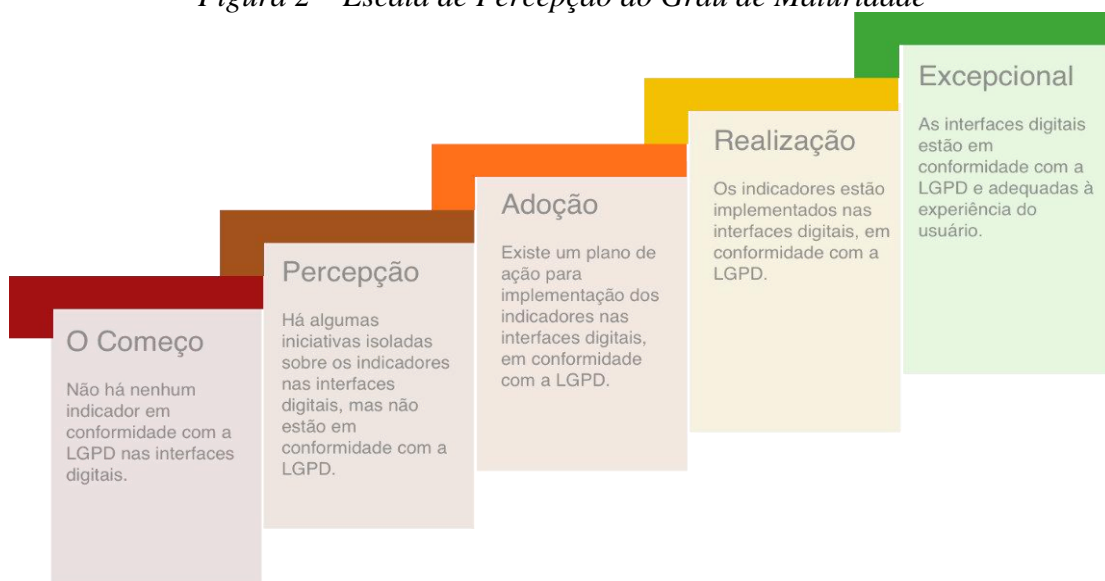 Figura 2 – Escala de Percepção do Grau de Maturidade
O Começo
Não há nenhum
indicador em
conformidade com a
LGPD nas interfaces
digitais.
Percepção
Há algumas
iniciativas isoladas
sobre os indicadores
nas interfaces
digitais, mas não
estão em
conformidade com a
LGPD.
Adoção
Existe um plano de
ação para
implementação dos
indicadores nas
interfaces digitais,
em conformidade
com a LGPD.
Realização
Os indicadores estão
implementados nas
interfaces digitais, em
conformidade com a
LGPD.
Excepcional
As interfaces digitais
estão em
conformidade com a
LGPD e adequadas à
experiência do
usuário.